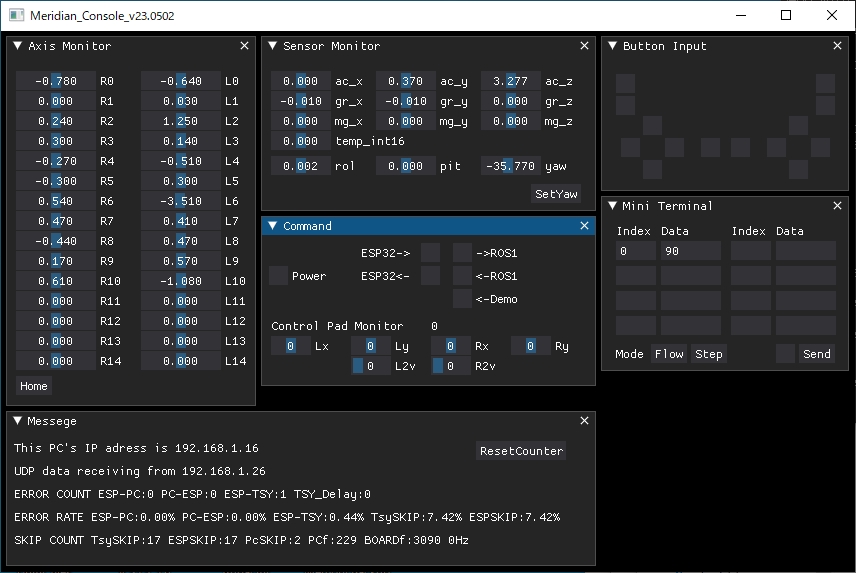 Meridian_Console_v23.0502
Axis Monitor
-0.780 R0 -0.640 L0
0.000 R1 0.030 L1
0.240 R2 1.250 L2
0.300 R3 0.140 L3
-0.270 R4 -0.510 L4
-0.300 R5 0.300 L5
0.540 R6 -3.510 L6
0.470 R7 0.410 L7
-0.440 R8 0.470 L8
0.170 R9 0.570 L9
0.610 R10 -1.080 L10
0.000 R11 0.000 L11
0.000 R12 0.000 L12
0.000 R13 0.000 L13
0.000 R14 0.000 L14
Home
Sensor Monitor
0.000 ac_x 0.370 ac_y 3.277 ac_z
-0.010 gr_x -0.010 gr_y 0.000 gr_z
0.000 mg_x 0.000 mg_y 0.000 mg_z
0.000 temp_int16
0.002 rol 0.000 pit -35.770 yaw
SetYaw
Command
ESP32-> ->ROS1
Power ESP32<- <-ROS1
<-Demo
Control Pad Monitor 0
0 Lx 0 Ly 0 Rx 0 Ry
0 L2v 0 R2v
Button Input
Mini Terminal
Index Data Index Data
0 90
Mode Flow Step Send
Messege
This PC's IP adress is 192.168.1.16
ResetCounter
UDP data receiving from 192.168.1.26
ERROR COUNT ESP-PC:0 PC-ESP:0 ESP-TSY:1 TSY_Delay:0
ERROR RATE ESP-PC:0.00% PC-ESP:0.00% ESP-TSY:0.44% TsySKIP:7.42% ESPSKIP:7.42%
SKIP COUNT TsySKIP:17 ESPSKIP:17 PcSKIP:2 PCf:229 BOARDf:3090 0Hz